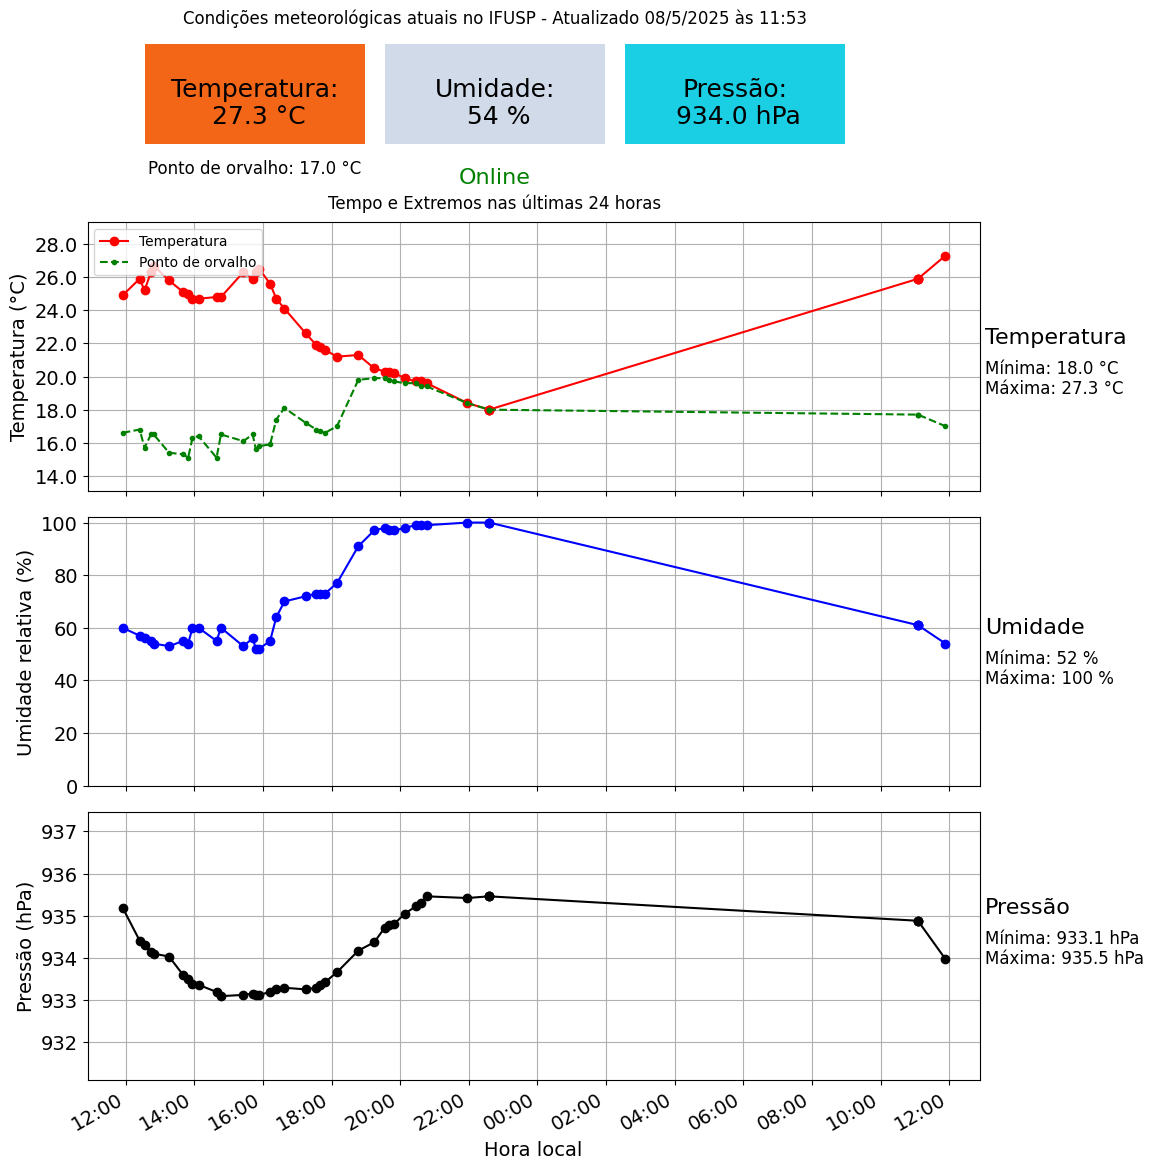 Condições meteorológicas atuais no IFUSP - Atualizado 08/5/2025 às 11:53
Temperatura:
27.3 °C
Umidade:
54 %
Pressão:
934.0 hPa
Ponto de orvalho: 17.0 °C
Online
Tempo e Extremos nas últimas 24 horas
Temperatura
Ponto de orvalho
Temperatura (°C)
28.0
26.0
24.0
22.0
20.0
18.0
16.0
14.0
Temperatura
Mínima: 18.0 °C
Máxima: 27.3 °C
Umidade relativa (%)
100
80
60
40
20
0
Umidade
Mínima: 52 %
Máxima: 100 %
Pressão (hPa)
937
936
935
934
933
932
Pressão
Mínima: 933.1 hPa
Máxima: 935.5 hPa
12:00
14:00
16:00
18:00
20:00
22:00
00:00
02:00
04:00
06:00
08:00
10:00
12:00
Hora local